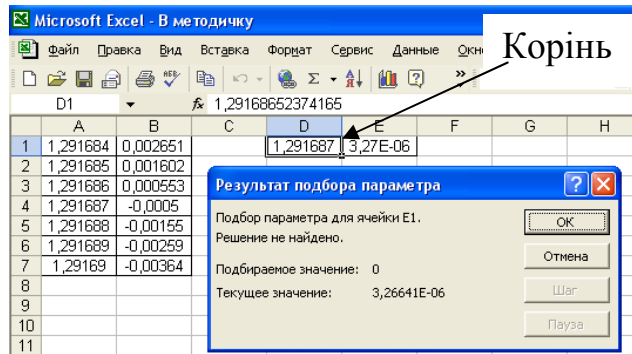 Microsoft Excel - В методичку
Файл Правка Вид Вставка Формат Сервис Данные
Корінь
D1 fx 1,29168652374165
A B C D E F G H
1 1,291684 0,002651 1,291687 3,27E-06
2 1,291685 0,001602
3 1,291686 0,000553
4 1,291687 -0,0005
5 1,291688 -0,00155
6 1,291689 -0,00259
7 1,29169 -0,00364
8
9
10
11
Результат подбора параметра
Подбор параметра для ячейки E1.
Решение не найдено.
Подбираемое значение: 0
Текущее значение: 3,26641E-06
ОК
Отмена
Шаг
Пауза